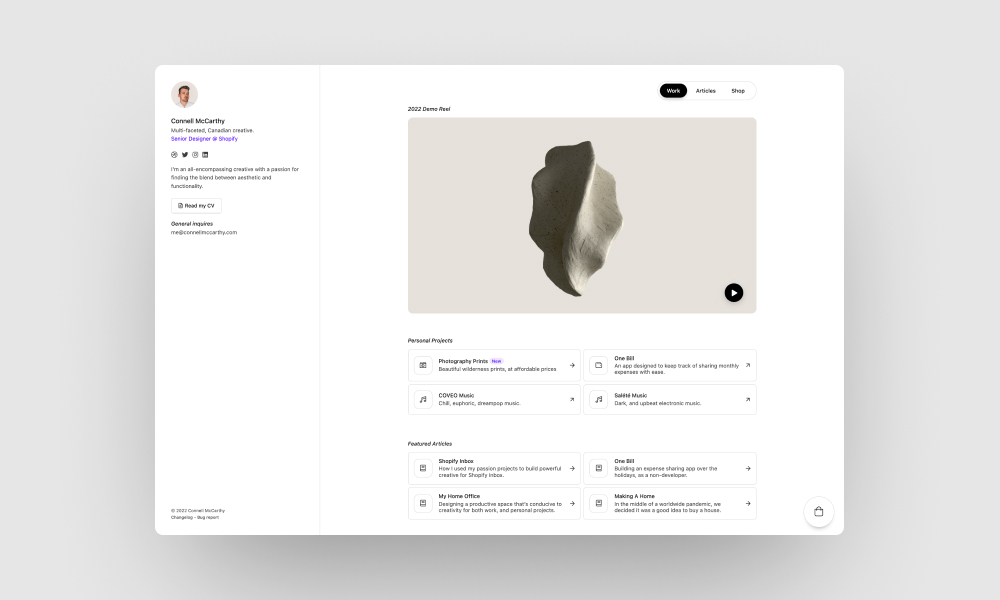 Connell McCarthy
Multi-faceted, Canadian creative.
Senior Designer @ Shopify
I'm an all-encompassing creative with a passion for
finding the blend between aesthetic and
functionality.
Read my CV
General inquires
me@connellmccarthy.com
© 2022 Connell McCarthy
Changelog - Bug report
Work
Articles
Shop
2022 Demo Reel
Personal Projects
Photography Prints New
Beautiful wilderness prints, at affordable prices
One Bill
An app designed to keep track of sharing monthly
expenses with ease.
COVEO Music
Chill, euphoric, dreampop music.
Salété Music
Dark, and upbeat electronic music.
Featured Articles
Shopify Inbox
How I used my passion projects to build powerful
creative for Shopify Inbox.
One Bill
Building an expense sharing app over the
holidays, as a non-developer.
My Home Office
Designing a productive space that's conducive to
creativity for both work, and personal projects.
Making A Home
In the middle of a worldwide pandemic, we
decided it was a good idea to buy a house.